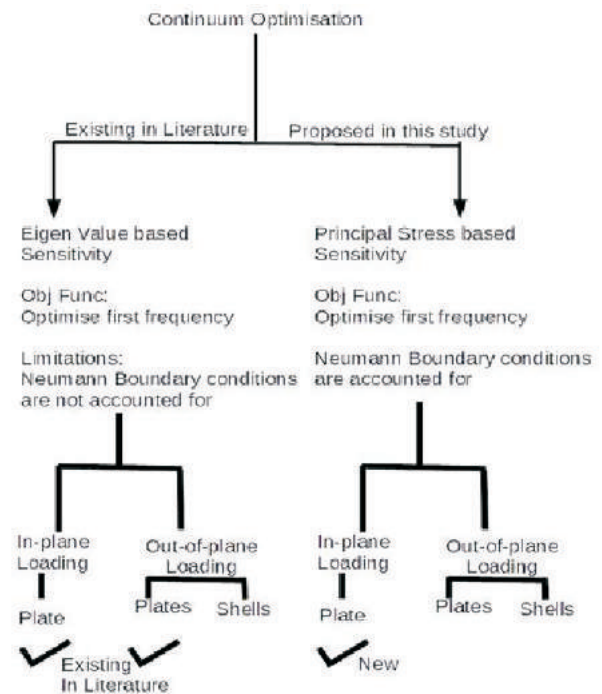 Continuum Optimisation
Existing in Literature
Proposed in this study
Eigen Value based
Sensitivity
Obj Func:
Optimise first frequency
Limitations:
Neumann Boundary conditions
are not accounted for
Principal Stress based
Sensitivity
Obj Func:
Optimise first frequency
Neumann Boundary conditions
are accounted for
In-plane
Loading
Plate
Out-of-plane
Loading
Plates
Shells
Existing
In Literature
In-plane
Loading
Plate
Out-of-plane
Loading
Plates
Shells
New